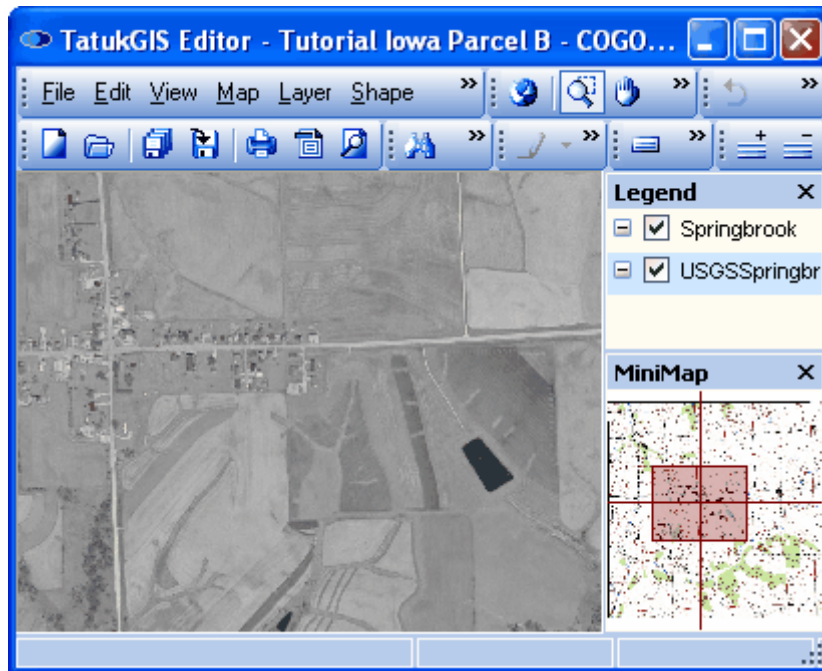 TatukGIS Editor - Tutorial Iowa Parcel B - COGO...
File Edit View Map Layer Shape
Legend
Springbrook
USGSSpringbr
MiniMap